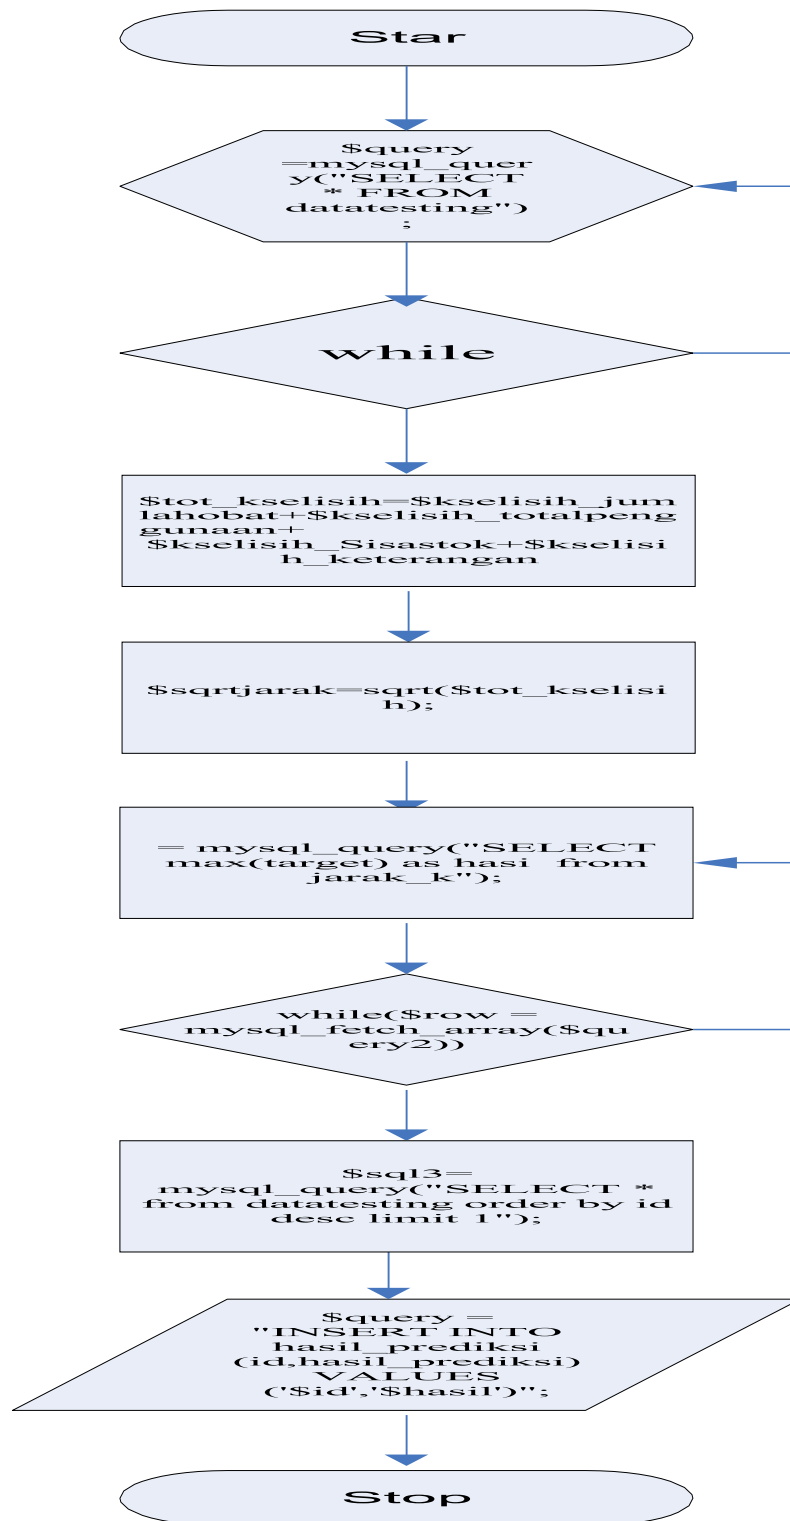 Star
$query
=mysql_quer
y("SELECT
* FROM
datatesting")
;
while
$tot_kselisih=$kselisih_jum
lahobat+$kselisih_totalpeng
gunaan+
$kselisih_Sisastok+$kselisi
h_keterangan
$sqrtjarak=sqrt($tot_kselisi
h);
= mysql_query("SELECT
max(target) as hasi  from
jarak_k");
while($row =
mysql_fetch_array($qu
ery2))
$sql3=
mysql_query("SELECT *
from datatesting order by id
desc limit 1");
$query =
"INSERT INTO
hasil_prediksi
(id,hasil_prediksi)
VALUES
('$id','$hasil')";
Stop